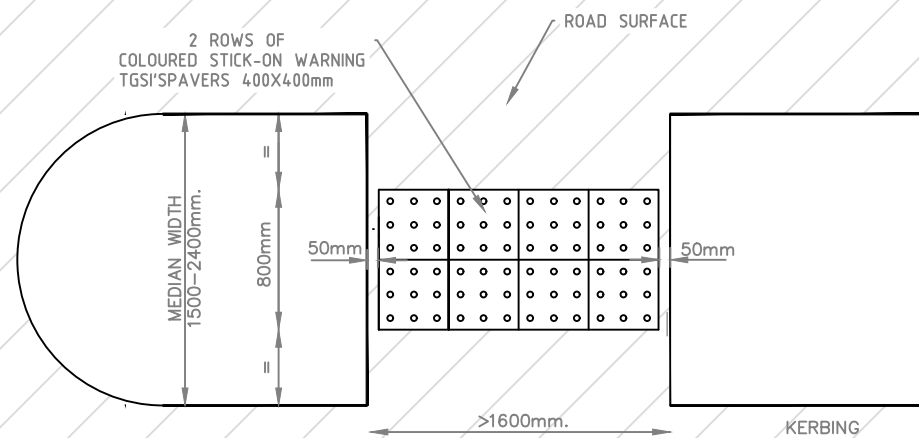 2 ROWS OF
COLOURED STICK-ON WARNING
TGSI'SPAVERS 400X400mm
ROAD SURFACE
=
MEDIAN WIDTH
1500-2400mm.
800mm
=
50mm
50mm
>1600mm.
KERBING